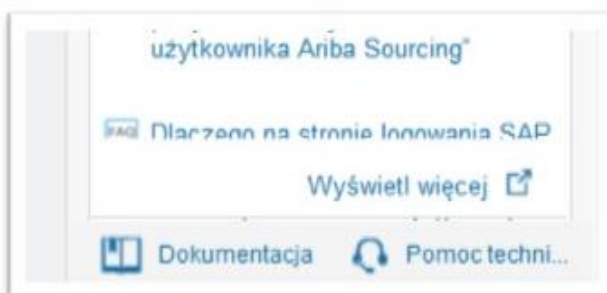 użytkownika Ariba Sourcing"
FAQ Dlaczego na stronie logowania SAP
Wyświetl więcej
Dokumentacja Pomoc techni...